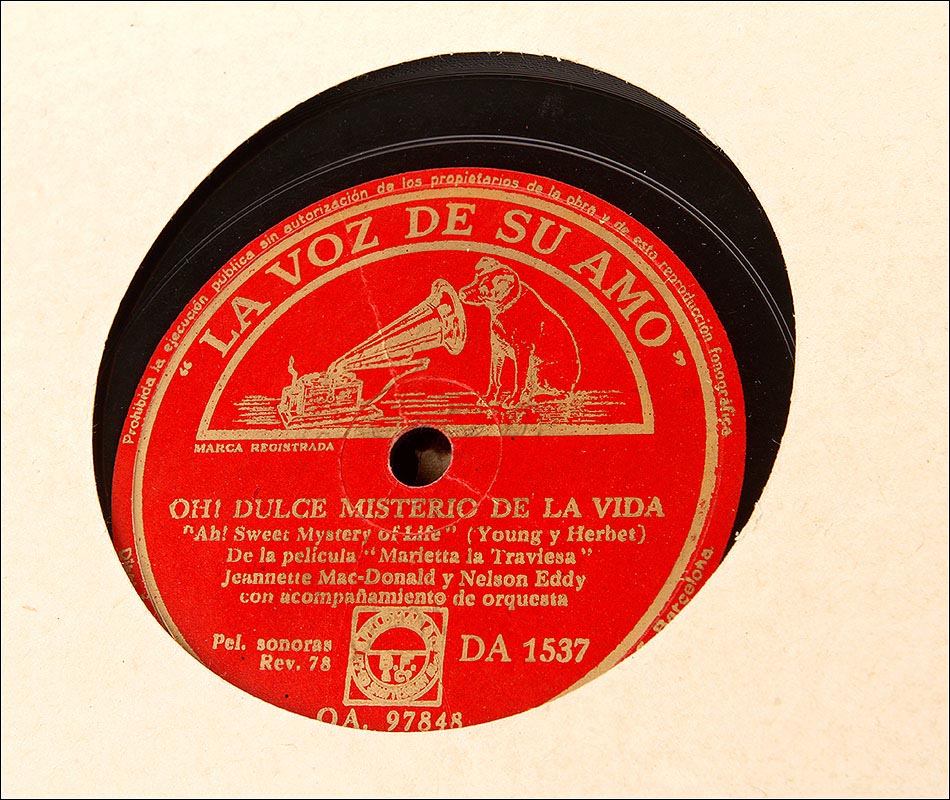 Prohibida la ejecución pública sin autorización de los propietarios de la obra y de esta reproducción fonográfica
"LA VOZ DE SU AMO"
MARCA REGISTRADA
OH! DULCE MISTERIO DE LA VIDA
"Ah! Sweet Mystery of Life" (Young y Herbet)
De la película "Marietta la Traviesa"
Jeannette Mac-Donald y Nelson Eddy
con acompañamiento de orquesta
Pel. sonoras
Rev. 78
DA 1537
OA. 97848
Barcelona